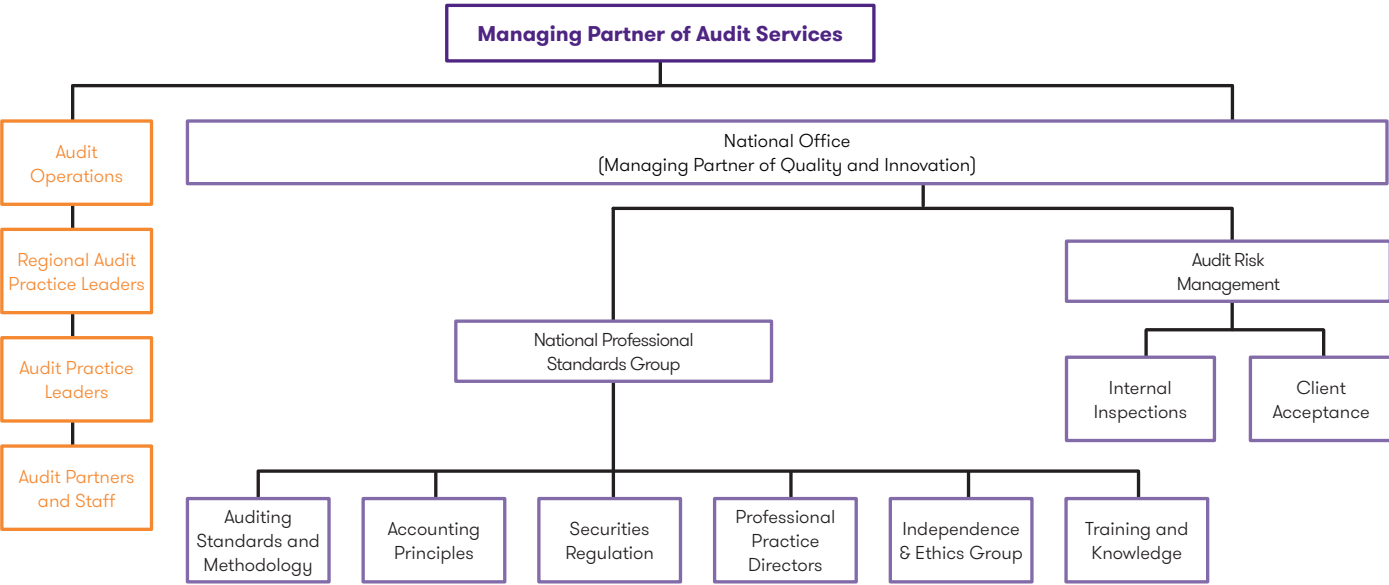 Managing Partner of Audit Services
Audit
Operations
National Office
(Managing Partner of Quality and Innovation)
Regional Audit
Practice Leaders
Audit Risk
Management
National Professional
Standards Group
Audit Practice
Leaders
Internal
Inspections
Client
Acceptance
Audit Partners
and Staff
Auditing
Standards and
Methodology
Accounting
Principles
Securities
Regulation
Professional
Practice
Directors
Independence
& Ethics Group
Training and
Knowledge